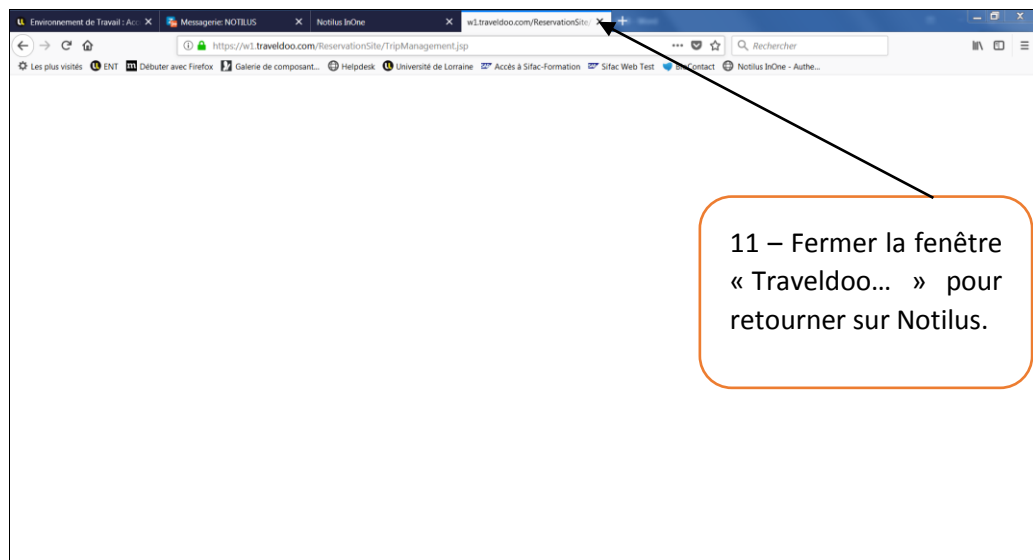 Environnement de Travail : Acc
Messagerie: NOTILUS
Notilus InOne
w1.traveldoo.com/ReservationSite/
https://w1.traveldoo.com/ReservationSite/TripManagement.jsp
Rechercher
Les plus visités
ENT
Débuter avec Firefox
Galerie de composant...
Helpdesk
Université de Lorraine
Accès à Sifac-Formation
Sifac Web Test
Contact
Notilus InOne - Authe...
11 – Fermer la fenêtre
« Traveldoo… » pour
retourner sur Notilus.